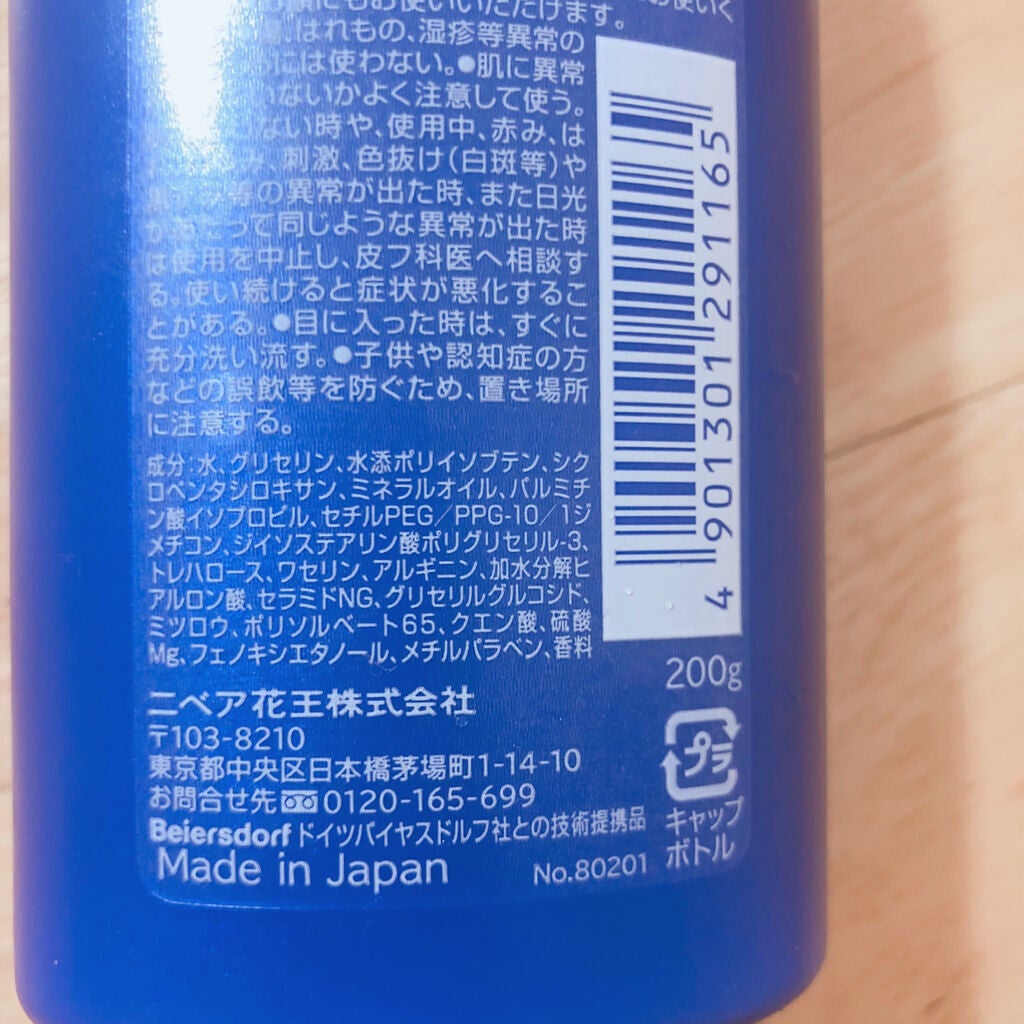 お使いく
にもお使いいただけます。
、はれもの、湿疹等異常の
には使わない。●肌に異常
いないかよく注意して使う。
ない時や、使用中、赤み、は
み、刺激、色抜け（白斑等）や
等の異常が出た時、また日光
って同じような異常が出た時
は使用を中止し、皮フ科医へ相談す
る。使い続けると症状が悪化するこ
とがある。●目に入った時は、すぐに
充分洗い流す。●子供や認知症の方
などの誤飲等を防ぐため、置き場所
に注意する。
成分：水、グリセリン、水添ポリイソブテン、シク
ロペンタシロキサン、ミネラルオイル、パルミチ
ン酸イソプロピル、セチルPEG／PPG-10／1ジ
メチコン、ジイソステアリン酸ポリグリセリル-3、
トレハロース、ワセリン、アルギニン、加水分解ヒ
アルロン酸、セラミドNG、グリセリルグルコシド、
ミツロウ、ポリソルベート65、クエン酸、硫酸
Mg、フェノキシエタノール、メチルパラベン、香料
ニベア花王株式会社
〒103-8210
東京都中央区日本橋茅場町1-14-10
お問合せ先 0120-165-699
Beiersdorf ドイツバイヤスドルフ社との技術提携品
Made in Japan No.80201
4 901301 291165
200g
プラ
キャップ
ボトル